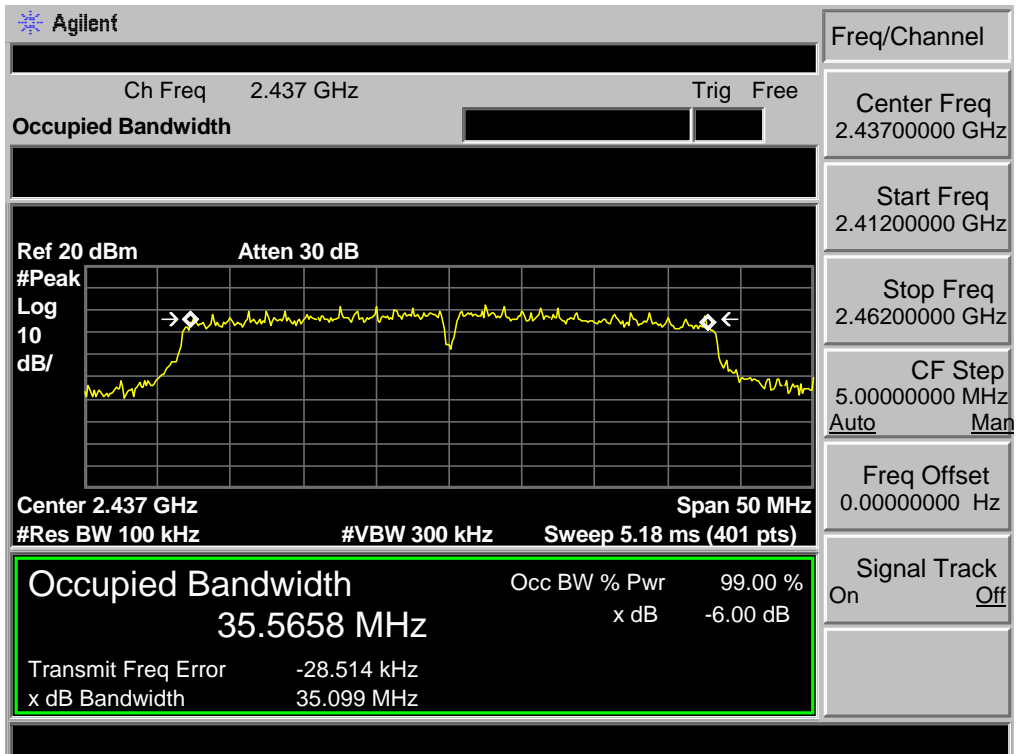 Agilent
Freq/Channel
Ch Freq 2.437 GHz Trig Free
Occupied Bandwidth
Center Freq
2.43700000 GHz
Start Freq
2.41200000 GHz
Ref 20 dBm Atten 30 dB
#Peak
Log
10
dB/
Stop Freq
2.46200000 GHz
CF Step
5.00000000 MHz
Auto Man
Freq Offset
0.00000000 Hz
Center 2.437 GHz Span 50 MHz
#Res BW 100 kHz #VBW 300 kHz Sweep 5.18 ms (401 pts)
Signal Track
On Off
Occupied Bandwidth
35.5658 MHz
Occ BW % Pwr 99.00 %
x dB -6.00 dB
Transmit Freq Error -28.514 kHz
x dB Bandwidth 35.099 MHz